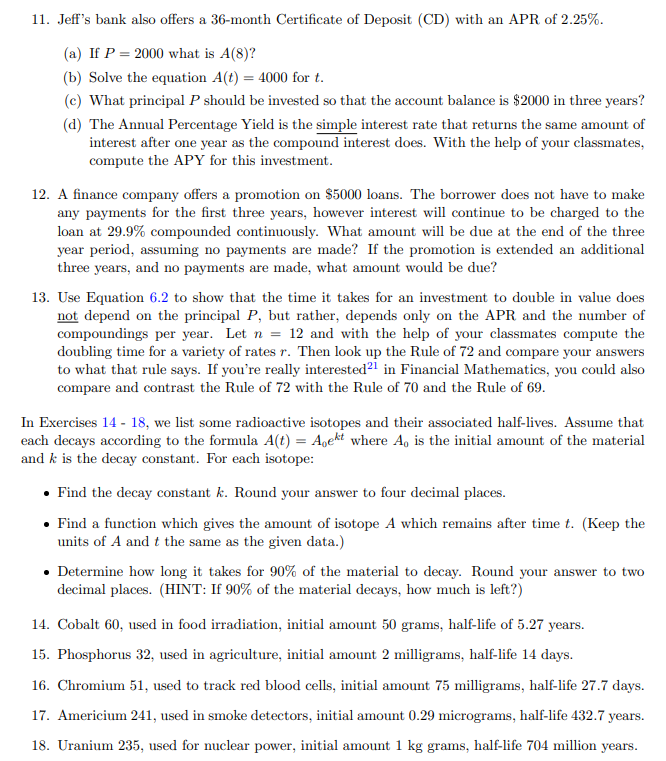 11. Jeff's bank also offers a 36-month Certificate of Deposit (CD) with an APR of 2.25%.
(a) If P = 2000 what is A(8)?
(b) Solve the equation A(t) = 4000 for t.
(c) What principal P should be invested so that the account balance is $2000 in three years?
(d) The Annual Percentage Yield is the simple interest rate that returns the same amount of
interest after one year as the compound interest does. With the help of your classmates,
compute the APY for this investment.
12. A finance company offers a promotion on $5000 loans. The borrower does not have to make
any payments for the first three years, however interest will continue to be charged to the
loan at 29.9% compounded continuously. What amount will be due at the end of the three
year period, assuming no payments are made? If the promotion is extended an additional
three years, and no payments are made, what amount would be due?
13. Use Equation 6.2 to show that the time it takes for an investment to double in value does
not depend on the principal P, but rather, depends only on the APR and the number of
compoundings per year. Let n = 12 and with the help of your classmates compute the
doubling time for a variety of rates r. Then look up the Rule of 72 and compare your answers
to what that rule says. If you're really interested²¹ in Financial Mathematics, you could also
compare and contrast the Rule of 72 with the Rule of 70 and the Rule of 69.
In Exercises 14 - 18, we list some radioactive isotopes and their associated half-lives. Assume that
each decays according to the formula A(t) = A₀eᵏᵗ where A₀ is the initial amount of the material
and k is the decay constant. For each isotope:
• Find the decay constant k. Round your answer to four decimal places.
• Find a function which gives the amount of isotope A which remains after time t. (Keep the
units of A and t the same as the given data.)
• Determine how long it takes for 90% of the material to decay. Round your answer to two
decimal places. (HINT: If 90% of the material decays, how much is left?)
14. Cobalt 60, used in food irradiation, initial amount 50 grams, half-life of 5.27 years.
15. Phosphorus 32, used in agriculture, initial amount 2 milligrams, half-life 14 days.
16. Chromium 51, used to track red blood cells, initial amount 75 milligrams, half-life 27.7 days.
17. Americium 241, used in smoke detectors, initial amount 0.29 micrograms, half-life 432.7 years.
18. Uranium 235, used for nuclear power, initial amount 1 kg grams, half-life 704 million years.